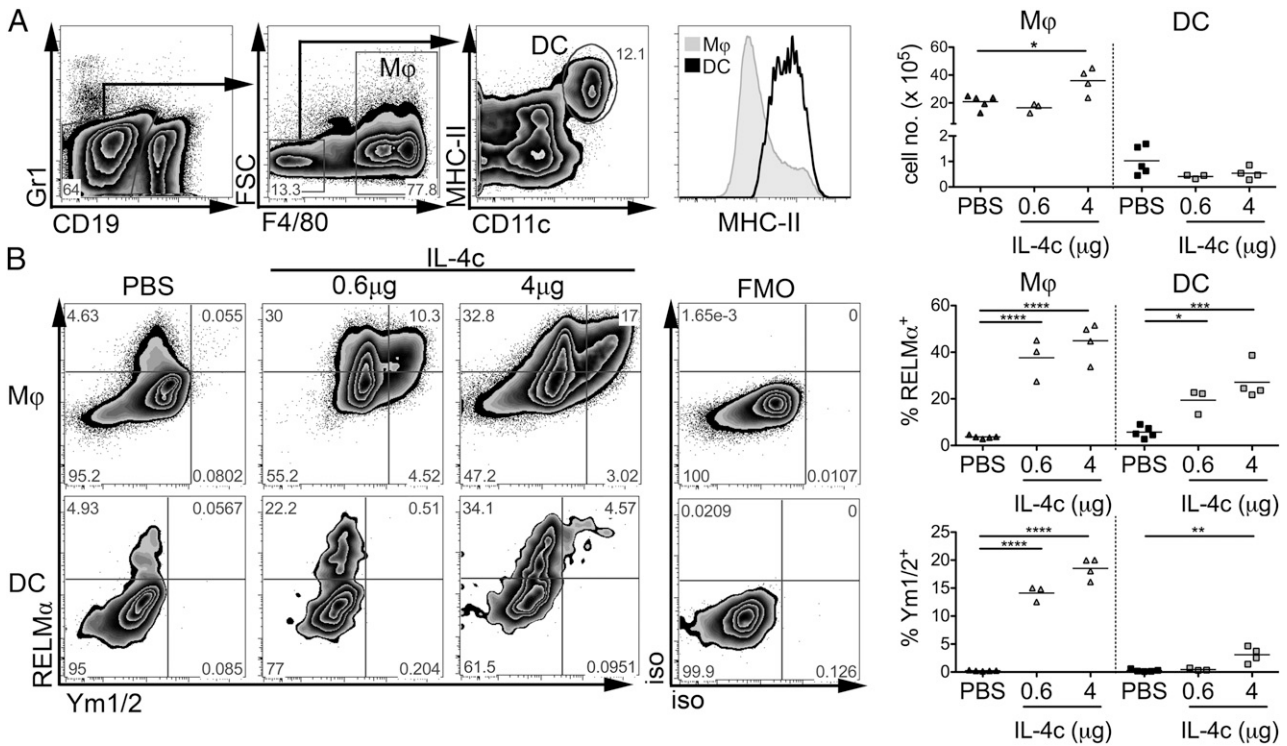 A
Gr1
64
CD19
FSC
13.3
Mφ
77.8
F4/80
MHC-II
DC
12.1
CD11c
Mφ
DC
MHC-II
Mφ DC
cell no. (x 10⁵)
60
40
20
2
1
0
*
PBS 0.6 4 PBS 0.6 4
IL-4c (μg) IL-4c (μg)
B
IL-4c
PBS 0.6μg 4μg FMO
Mφ
4.63 0.055
95.2 0.0802
30 10.3
55.2 4.52
32.8 17
47.2 3.02
1.65e-3 0
100 0.0107
DC
4.93 0.0567
95 0.085
22.2 0.51
77 0.204
34.1 4.57
61.5 0.0951
0.0209 0
99.9 0.126
RELMα
Ym1/2
iso
iso
Mφ DC
% RELMα⁺
60
40
20
0
****
****
***
*
PBS 0.6 4 PBS 0.6 4
IL-4c (μg) IL-4c (μg)
% Ym1/2⁺
25
20
15
10
5
0
****
****
**
PBS 0.6 4 PBS 0.6 4
IL-4c (μg) IL-4c (μg)